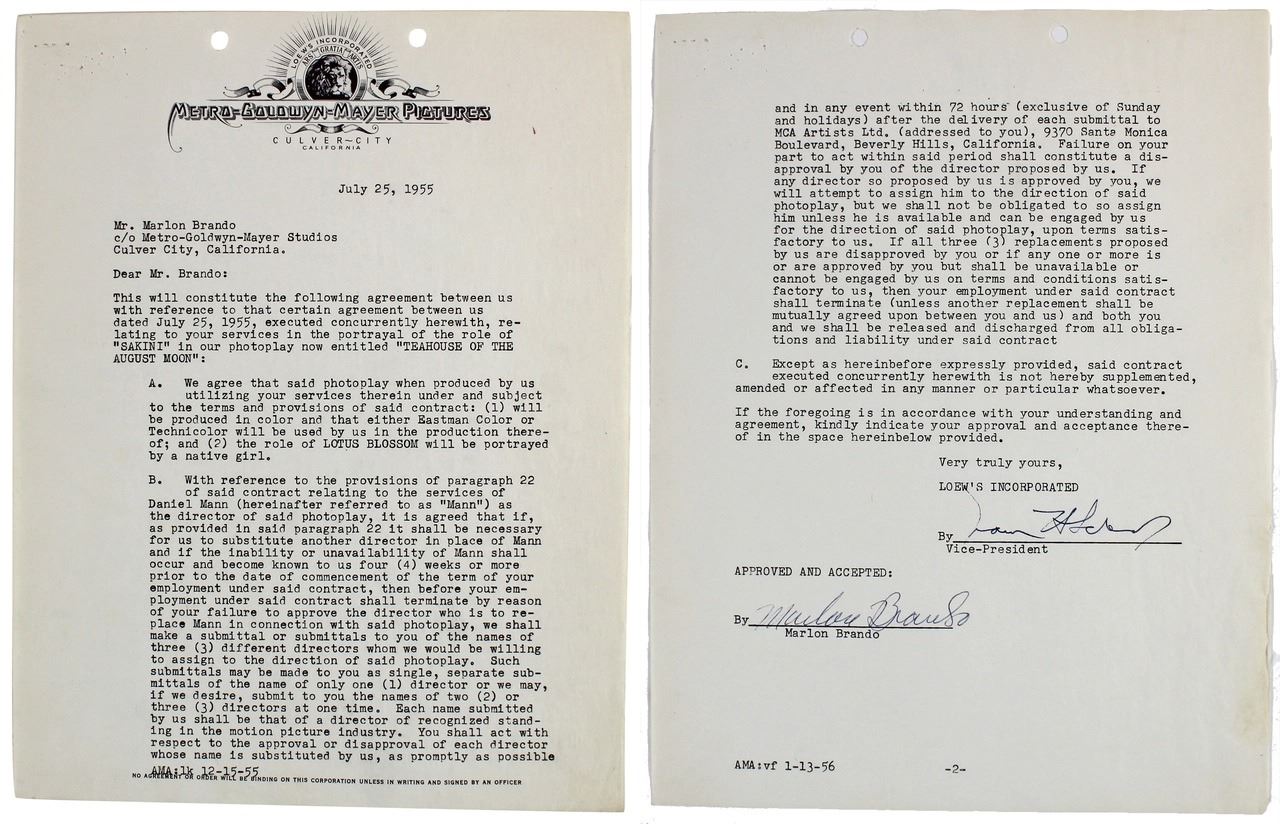 LOEW'S INCORPORATED
ARS GRATIA ARTIS
METRO-GOLDWYN-MAYER PICTURES
CULVER-CITY
CALIFORNIA
July 25, 1955
Mr. Marlon Brando
c/o Metro-Goldwyn-Mayer Studios
Culver City, California.
Dear Mr. Brando:
This will constitute the following agreement between us
with reference to that certain agreement between us
dated July 25, 1955, executed concurrently herewith, re-
lating to your services in the portrayal of the role of
"SAKINI" in our photoplay now entitled "TEAHOUSE OF THE
AUGUST MOON":
A. We agree that said photoplay when produced by us
utilizing your services therein under and subject
to the terms and provisions of said contract: (1) will
be produced in color and that either Eastman Color or
Technicolor will be used by us in the production there-
of; and (2) the role of LOTUS BLOSSOM will be portrayed
by a native girl.
B. With reference to the provisions of paragraph 22
of said contract relating to the services of
Daniel Mann (hereinafter referred to as "Mann") as
the director of said photoplay, it is agreed that if,
as provided in said paragraph 22 it shall be necessary
for us to substitute another director in place of Mann
and if the inability or unavailability of Mann shall
occur and become known to us four (4) weeks or more
prior to the date of commencement of the term of your
employment under said contract, then before your em-
ployment under said contract shall terminate by reason
of your failure to approve the director who is to re-
place Mann in connection with said photoplay, we shall
make a submittal or submittals to you of the names of
three (3) different directors whom we would be willing
to assign to the direction of said photoplay. Such
submittals may be made to you as single, separate sub-
mittals of the name of only one (1) director or we may,
if we desire, submit to you the names of two (2) or
three (3) directors at one time. Each name submitted
by us shall be that of a director of recognized stand-
ing in the motion picture industry. You shall act with
respect to the approval or disapproval of each director
whose name is substituted by us, as promptly as possible
AMA:lk 12-15-55
NO AGREEMENT OR ORDER WILL BE BINDING ON THIS CORPORATION UNLESS IN WRITING AND SIGNED BY AN OFFICER
and in any event within 72 hours (exclusive of Sunday
and holidays) after the delivery of each submittal to
MCA Artists Ltd. (addressed to you), 9370 Santa Monica
Boulevard, Beverly Hills, California. Failure on your
part to act within said period shall constitute a dis-
approval by you of the director proposed by us. If
any director so proposed by us is approved by you, we
will attempt to assign him to the direction of said
photoplay, but we shall not be obligated to so assign
him unless he is available and can be engaged by us
for the direction of said photoplay, upon terms satis-
factory to us. If all three (3) replacements proposed
by us are disapproved by you or if any one or more is
or are approved by you but shall be unavailable or
cannot be engaged by us on terms and conditions satis-
factory to us, then your employment under said contract
shall terminate (unless another replacement shall be
mutually agreed upon between you and us) and both you
and we shall be released and discharged from all obliga-
tions and liability under said contract
C. Except as hereinbefore expressly provided, said contract
executed concurrently herewith is not hereby supplemented,
amended or affected in any manner or particular whatsoever.
If the foregoing is in accordance with your understanding and
agreement, kindly indicate your approval and acceptance there-
of in the space hereinbelow provided.
Very truly yours,
LOEW'S INCORPORATED
By
Vice-President
APPROVED AND ACCEPTED:
By Marlon Brando
Marlon Brando
AMA:vf 1-13-56
-2-